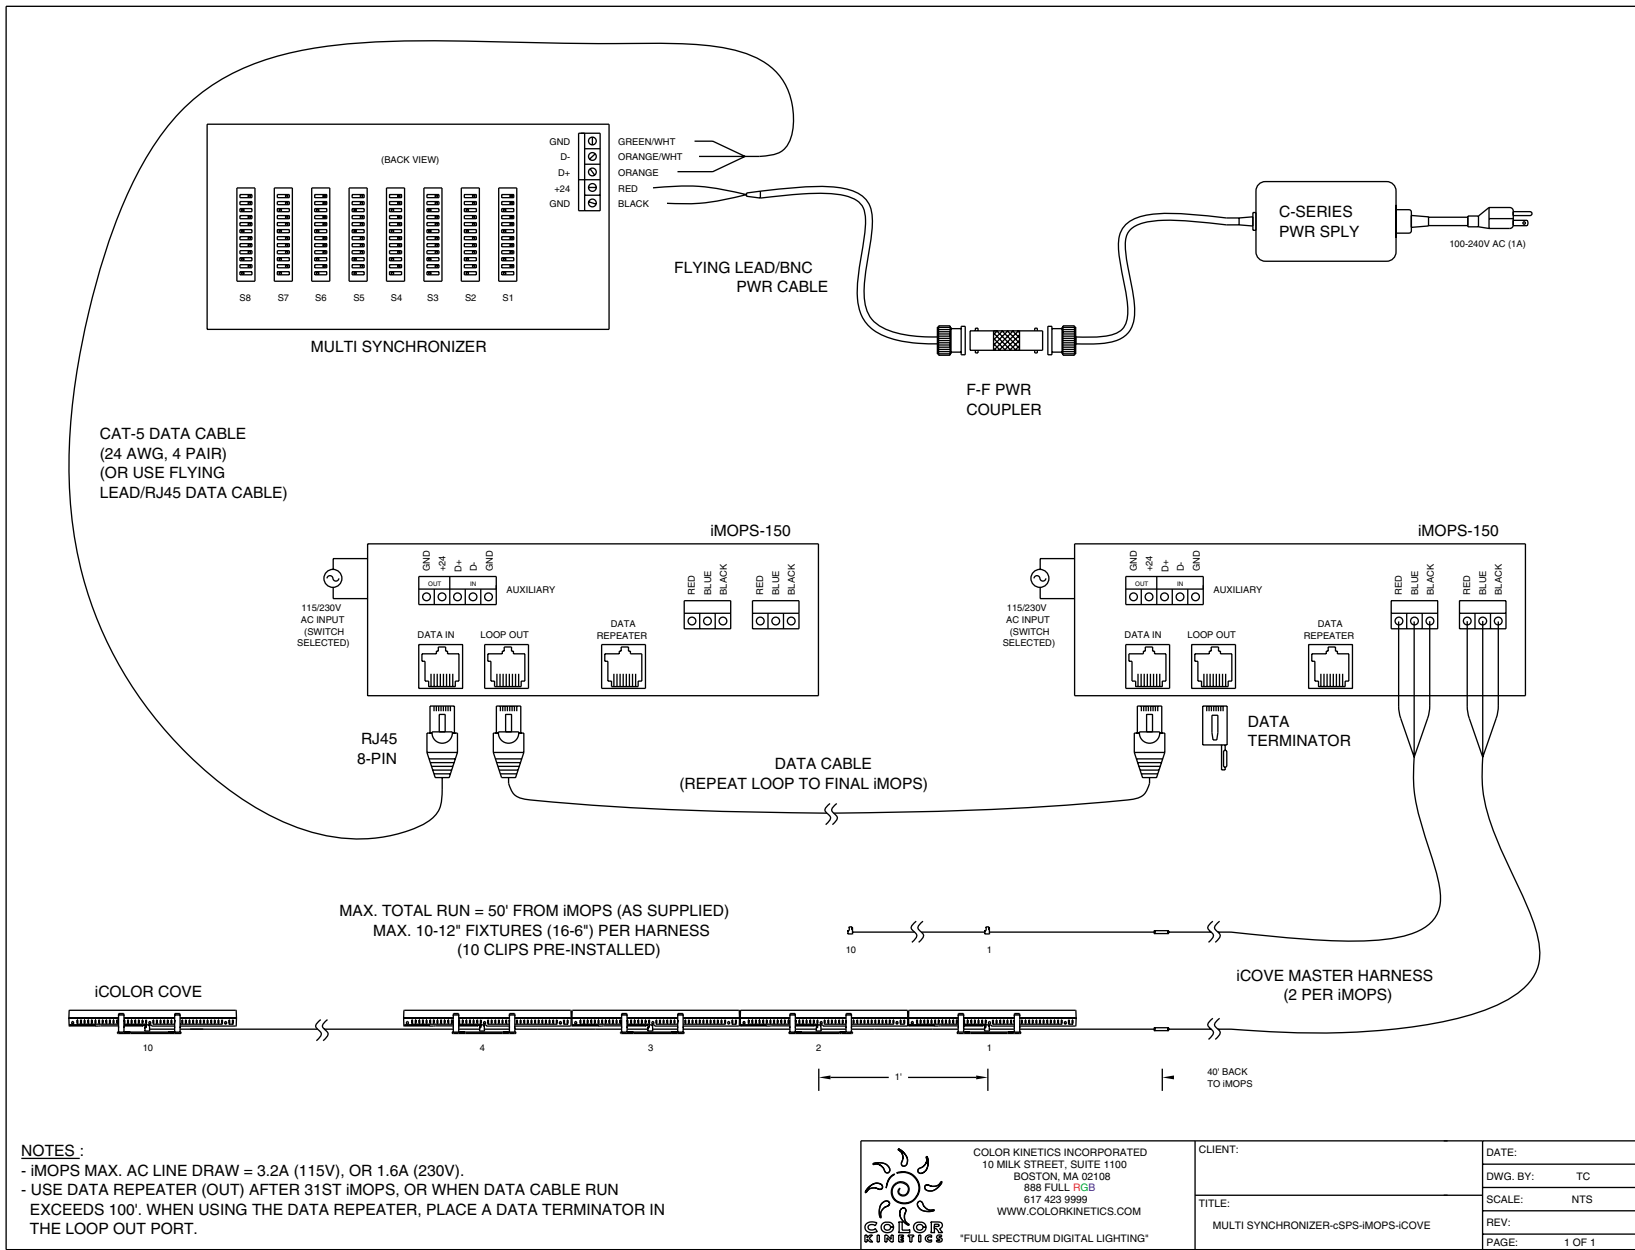 (BACK VIEW)
GND
D-
D+
+24
GND
GREEN/WHT
ORANGE/WHT
ORANGE
RED
BLACK
S8 S7 S6 S5 S4 S3 S2 S1
MULTI SYNCHRONIZER
FLYING LEAD/BNC
PWR CABLE
C-SERIES
PWR SPLY
100-240V AC (1A)
F-F PWR
COUPLER
CAT-5 DATA CABLE
(24 AWG, 4 PAIR)
(OR USE FLYING
LEAD/RJ45 DATA CABLE)
iMOPS-150
GND +24 D+ D- GND
OUT IN
AUXILIARY
RED BLUE BLACK
RED BLUE BLACK
115/230V
AC INPUT
(SWITCH
SELECTED)
DATA IN
LOOP OUT
DATA
REPEATER
RJ45
8-PIN
iMOPS-150
GND +24 D+ D- GND
OUT IN
AUXILIARY
RED BLUE BLACK
RED BLUE BLACK
115/230V
AC INPUT
(SWITCH
SELECTED)
DATA IN
LOOP OUT
DATA
REPEATER
DATA
TERMINATOR
DATA CABLE
(REPEAT LOOP TO FINAL iMOPS)
MAX. TOTAL RUN = 50' FROM iMOPS (AS SUPPLIED)
MAX. 10-12" FIXTURES (16-6") PER HARNESS
(10 CLIPS PRE-INSTALLED)
10 1
iCOVE MASTER HARNESS
(2 PER iMOPS)
iCOLOR COVE
10 4 3 2 1
1'
40' BACK
TO iMOPS
NOTES :
- iMOPS MAX. AC LINE DRAW = 3.2A (115V), OR 1.6A (230V).
- USE DATA REPEATER (OUT) AFTER 31ST iMOPS, OR WHEN DATA CABLE RUN
EXCEEDS 100'. WHEN USING THE DATA REPEATER, PLACE A DATA TERMINATOR IN
THE LOOP OUT PORT.
COLOR
KINETICS
COLOR KINETICS INCORPORATED
10 MILK STREET, SUITE 1100
BOSTON, MA 02108
888 FULL RGB
617 423 9999
WWW.COLORKINETICS.COM
"FULL SPECTRUM DIGITAL LIGHTING"
CLIENT:
TITLE:
MULTI SYNCHRONIZER-cSPS-iMOPS-iCOVE
DATE:
DWG. BY: TC
SCALE: NTS
REV:
PAGE: 1 OF 1